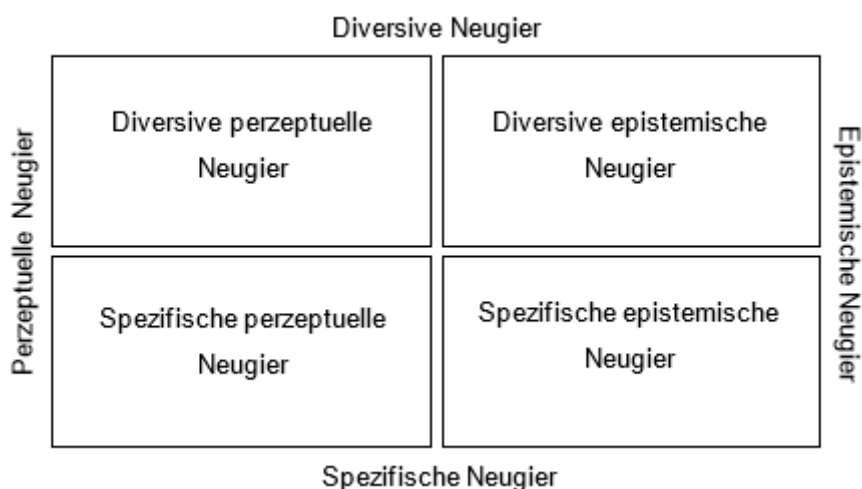 Diversive Neugier
Perzeptuelle Neugier
Diversive perzeptuelle
Neugier
Diversive epistemische
Neugier
Epistemische Neugier
Spezifische perzeptuelle
Neugier
Spezifische epistemische
Neugier
Spezifische Neugier